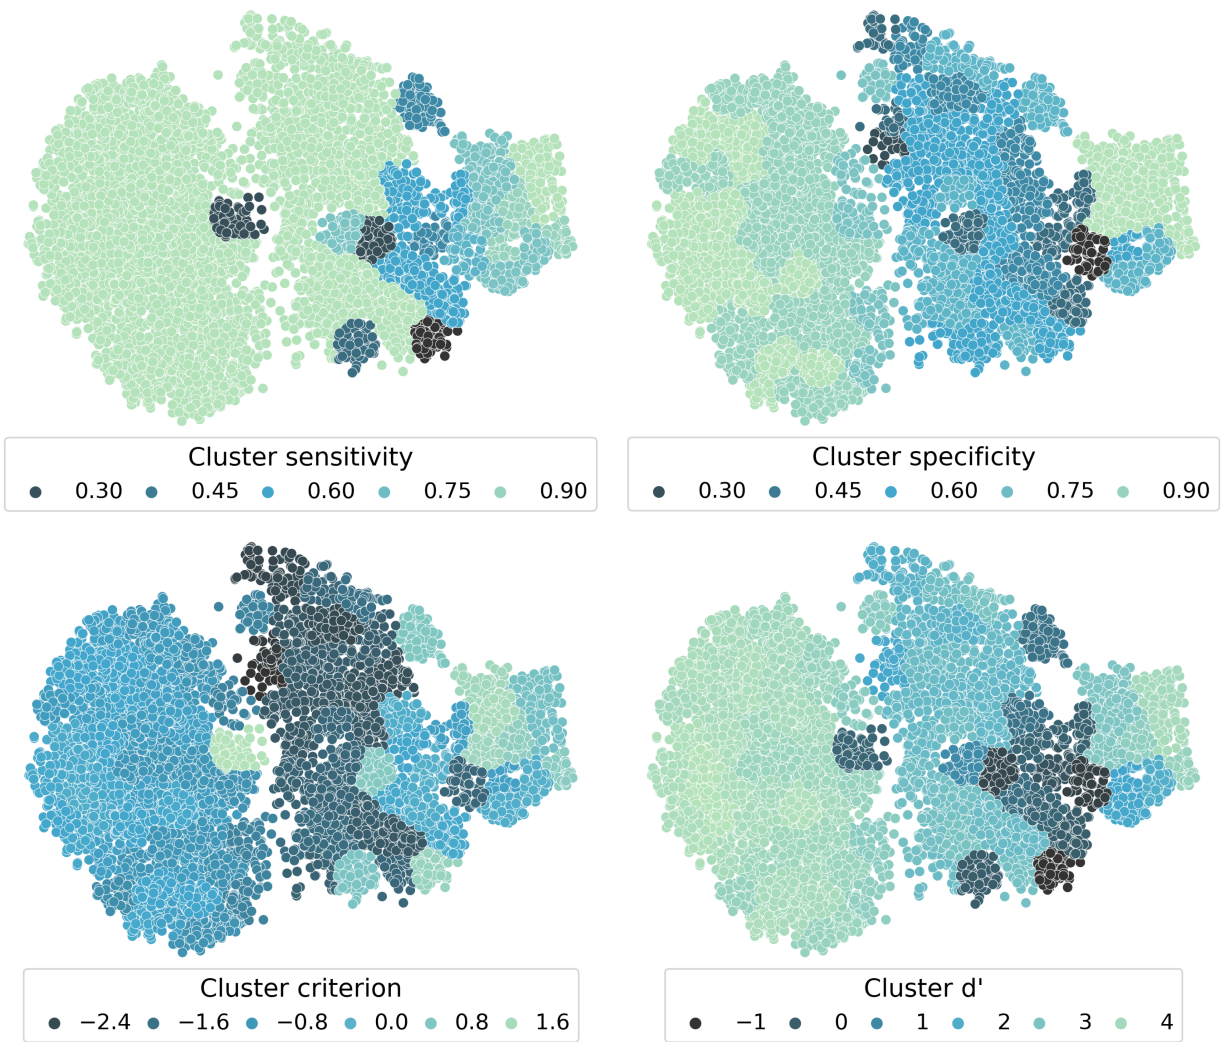 Cluster sensitivity
0.30 0.45 0.60 0.75 0.90
Cluster specificity
0.30 0.45 0.60 0.75 0.90
Cluster criterion
−2.4 −1.6 −0.8 0.0 0.8 1.6
Cluster d'
−1 0 1 2 3 4